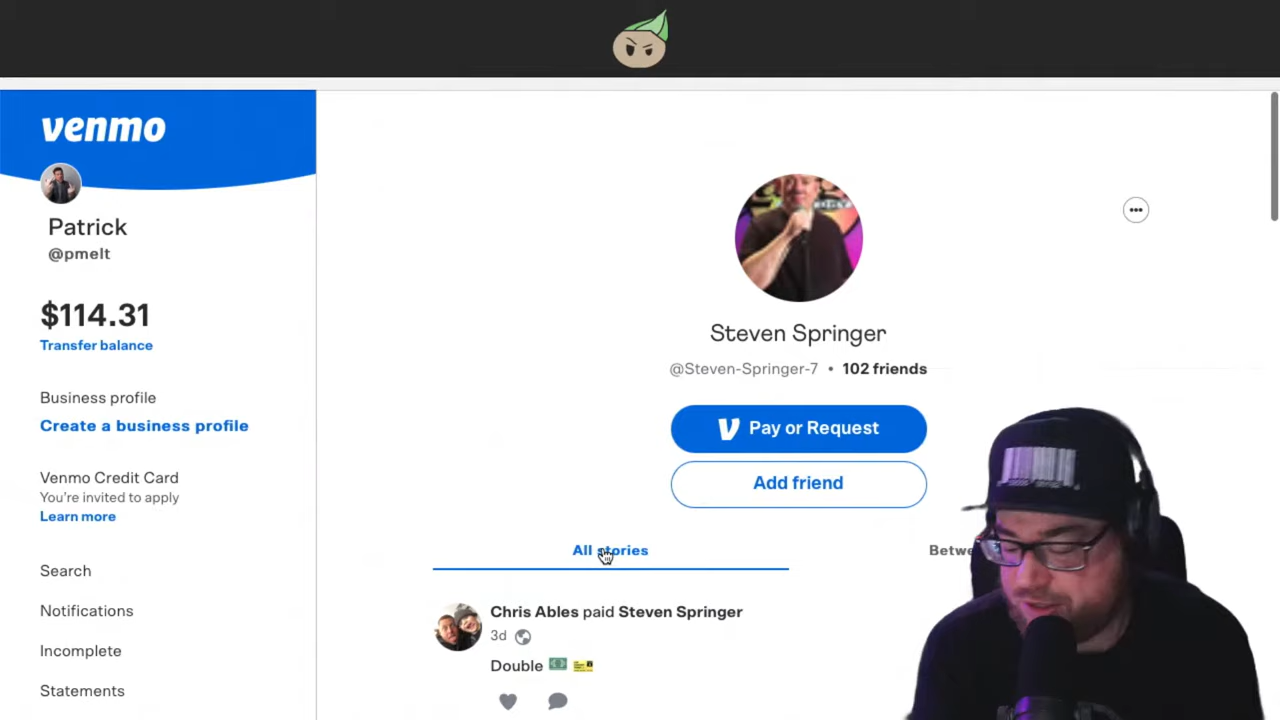 venmo
Patrick
@pmelt
$114.31
Transfer balance
Business profile
Create a business profile
Venmo Credit Card
You're invited to apply
Learn more
Search
Notifications
Incomplete
Statements
Steven Springer
@Steven-Springer-7 • 102 friends
Pay or Request
Add friend
All stories
Chris Ables paid Steven Springer
3d
Double